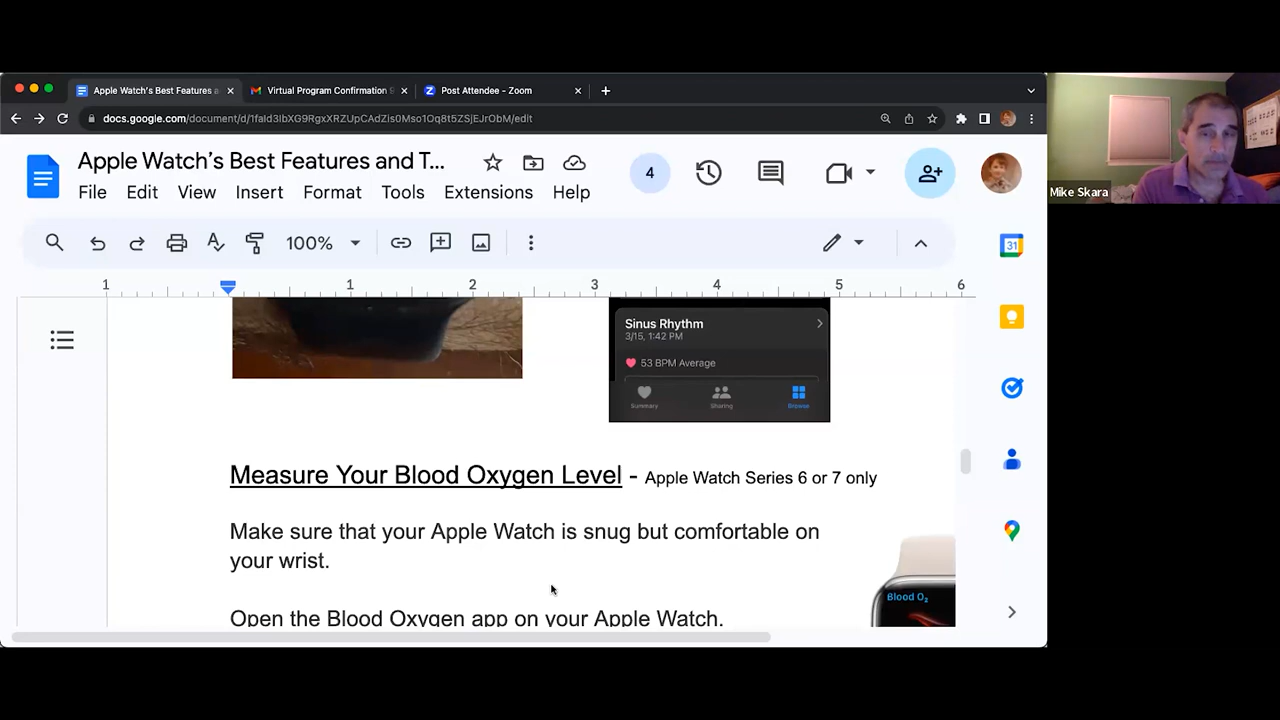 Apple Watch's Best Features a
Virtual Program Confirmation
Post Attendee - Zoom
docs.google.com/document/d/1faId3IbXG9RgxXRZUpCAdZis0Mso1Oq8t5ZSjEJrObM/edit
Apple Watch's Best Features and T...
4
File Edit View Insert Format Tools Extensions Help
100%
31
1 1 2 3 4 5 6
Sinus Rhythm
3/15, 1:42 PM
53 BPM Average
Summary Sharing Browse
Measure Your Blood Oxygen Level - Apple Watch Series 6 or 7 only
Make sure that your Apple Watch is snug but comfortable on
your wrist.
Blood O₂
Open the Blood Oxygen app on your Apple Watch.
Mike Skara